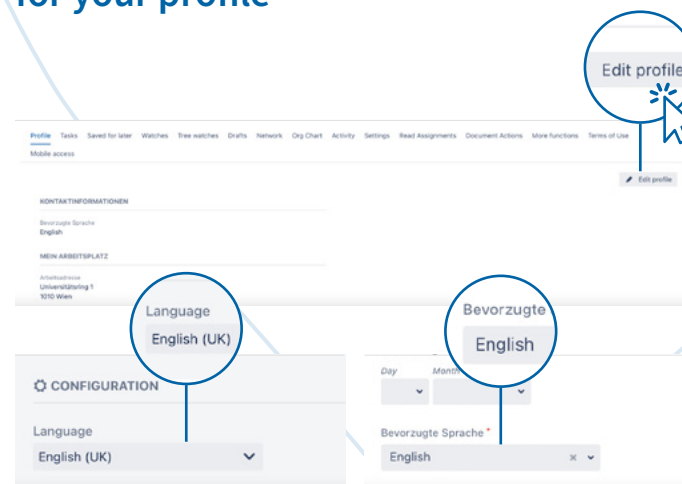 for your profile
Edit profile
Profile Tasks Saved for later Watches Tree watches Drafts Network Org Chart Activity Settings Read Assignments Document Actions More functions Terms of Use
Mobile access
Edit profile
KONTAKTINFORMATIONEN
Bevorzugte Sprache
English
MEIN ARBEITSPLATZ
Arbeitsadresse
Universitätsring 1
1010 Wien
Language
English (UK)
Bevorzugte
English
CONFIGURATION
Language
English (UK)
Day Month
Bevorzugte Sprache *
English